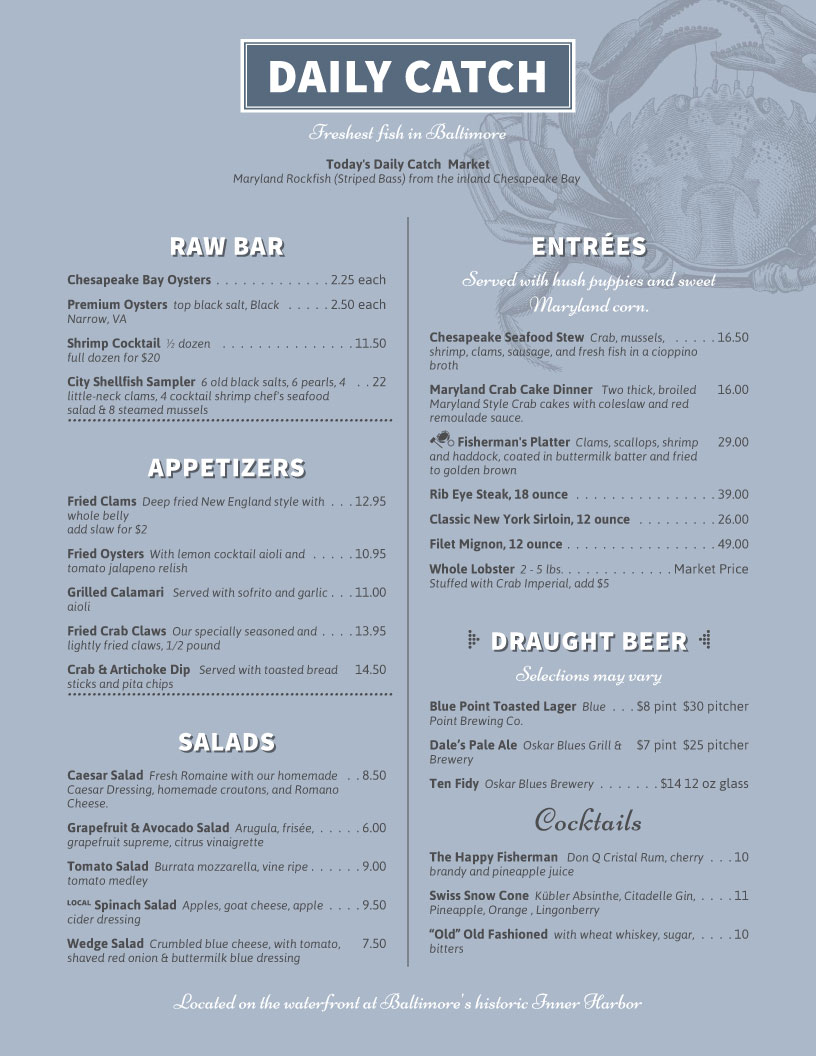 DAILY CATCH
Freshest fish in Baltimore
Today's Daily Catch Market
Maryland Rockfish (Striped Bass) from the inland Chesapeake Bay
RAW BAR
Chesapeake Bay Oysters . . . . . . . . . . . . . 2.25 each
Premium Oysters top black salt, Black . . . . . 2.50 each
Narrow, VA
Shrimp Cocktail ½ dozen . . . . . . . . . . . . . . . 11.50
full dozen for $20
City Shellfish Sampler 6 old black salts, 6 pearls, 4 . . 22
little-neck clams, 4 cocktail shrimp chef's seafood
salad & 8 steamed mussels
APPETIZERS
Fried Clams Deep fried New England style with . . . 12.95
whole belly
add slaw for $2
Fried Oysters With lemon cocktail aioli and . . . . . 10.95
tomato jalapeno relish
Grilled Calamari Served with sofrito and garlic . . . 11.00
aioli
Fried Crab Claws Our specially seasoned and . . . . 13.95
lightly fried claws, 1/2 pound
Crab & Artichoke Dip Served with toasted bread 14.50
sticks and pita chips
SALADS
Caesar Salad Fresh Romaine with our homemade . . 8.50
Caesar Dressing, homemade croutons, and Romano
Cheese.
Grapefruit & Avocado Salad Arugula, frisée, . . . . . 6.00
grapefruit supreme, citrus vinaigrette
Tomato Salad Burrata mozzarella, vine ripe . . . . . . 9.00
tomato medley
LOCAL Spinach Salad Apples, goat cheese, apple . . . . 9.50
cider dressing
Wedge Salad Crumbled blue cheese, with tomato, 7.50
shaved red onion & buttermilk blue dressing
ENTRÉES
Served with hush puppies and sweet
Maryland corn.
Chesapeake Seafood Stew Crab, mussels, . . . . . 16.50
shrimp, clams, sausage, and fresh fish in a cioppino
broth
Maryland Crab Cake Dinner Two thick, broiled 16.00
Maryland Style Crab cakes with coleslaw and red
remoulade sauce.
Fisherman's Platter Clams, scallops, shrimp 29.00
and haddock, coated in buttermilk batter and fried
to golden brown
Rib Eye Steak, 18 ounce . . . . . . . . . . . . . . . . 39.00
Classic New York Sirloin, 12 ounce . . . . . . . . . 26.00
Filet Mignon, 12 ounce . . . . . . . . . . . . . . . . . 49.00
Whole Lobster 2 - 5 lbs. . . . . . . . . . . . . Market Price
Stuffed with Crab Imperial, add $5
DRAUGHT BEER
Selections may vary
Blue Point Toasted Lager Blue . . . $8 pint $30 pitcher
Point Brewing Co.
Dale's Pale Ale Oskar Blues Grill & $7 pint $25 pitcher
Brewery
Ten Fidy Oskar Blues Brewery . . . . . . . $14 12 oz glass
Cocktails
The Happy Fisherman Don Q Cristal Rum, cherry . . . 10
brandy and pineapple juice
Swiss Snow Cone Kübler Absinthe, Citadelle Gin, . . . . 11
Pineapple, Orange , Lingonberry
“Old” Old Fashioned with wheat whiskey, sugar, . . . . 10
bitters
Located on the waterfront at Baltimore's historic Inner Harbor